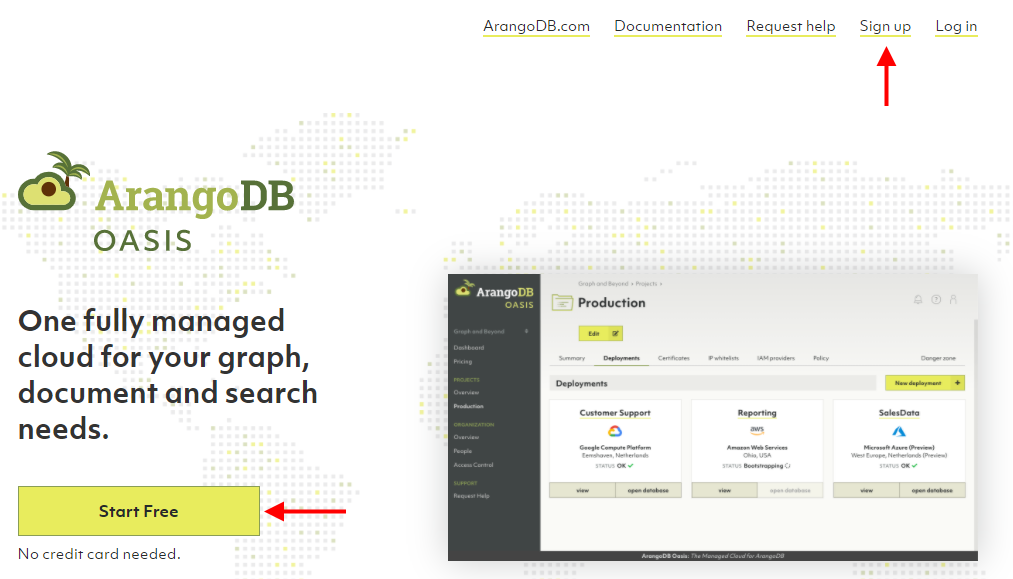 ArangoDB.com Documentation Request help Sign up Log in
ArangoDB
OASIS
One fully managed
cloud for your graph,
document and search
needs.
Start Free
No credit card needed.
ArangoDB
OASIS
Graph and Beyond
Dashboard
Pricing
PROJECTS
Overview
Production
ORGANIZATION
Overview
People
Access Control
SUPPORT
Request Help
Graph and Beyond > Projects >
Production
Edit
Summary Deployments Certificates IP whitelists IAM providers Policy Danger zone
Deployments New deployment +
Customer Support
Google Compute Platform
Eemshaven, Netherlands
STATUS OK
view open database
Reporting
aws
Amazon Web Services
Ohio, USA
STATUS Bootstrapping
view open database
SalesData
Microsoft Azure (Preview)
West Europe, Netherlands (Preview)
STATUS OK
view open database
ArangoDB Oasis: The Managed Cloud for ArangoDB